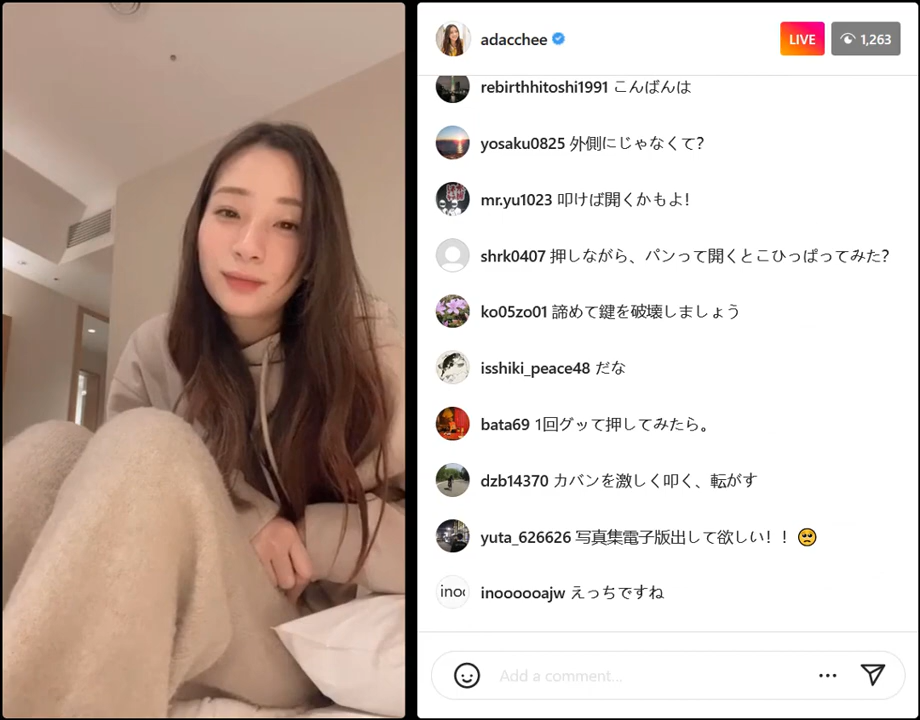 adacchee
LIVE
1,263
rebirthhitoshi1991 こんばんは
yosaku0825 外側にじゃなくて?
mr.yu1023 叩けば開くかもよ!
shrk0407 押しながら、パンって開くとこひっぱってみた?
ko05zo01 諦めて鍵を破壊しましょう
isshiki_peace48 だな
bata69 1回グッて押してみたら。
dzb14370 カバンを激しく叩く、転がす
yuta_626626 写真集電子版出して欲しい!! 🥺
inoooooajw えっちですね
Add a comment...